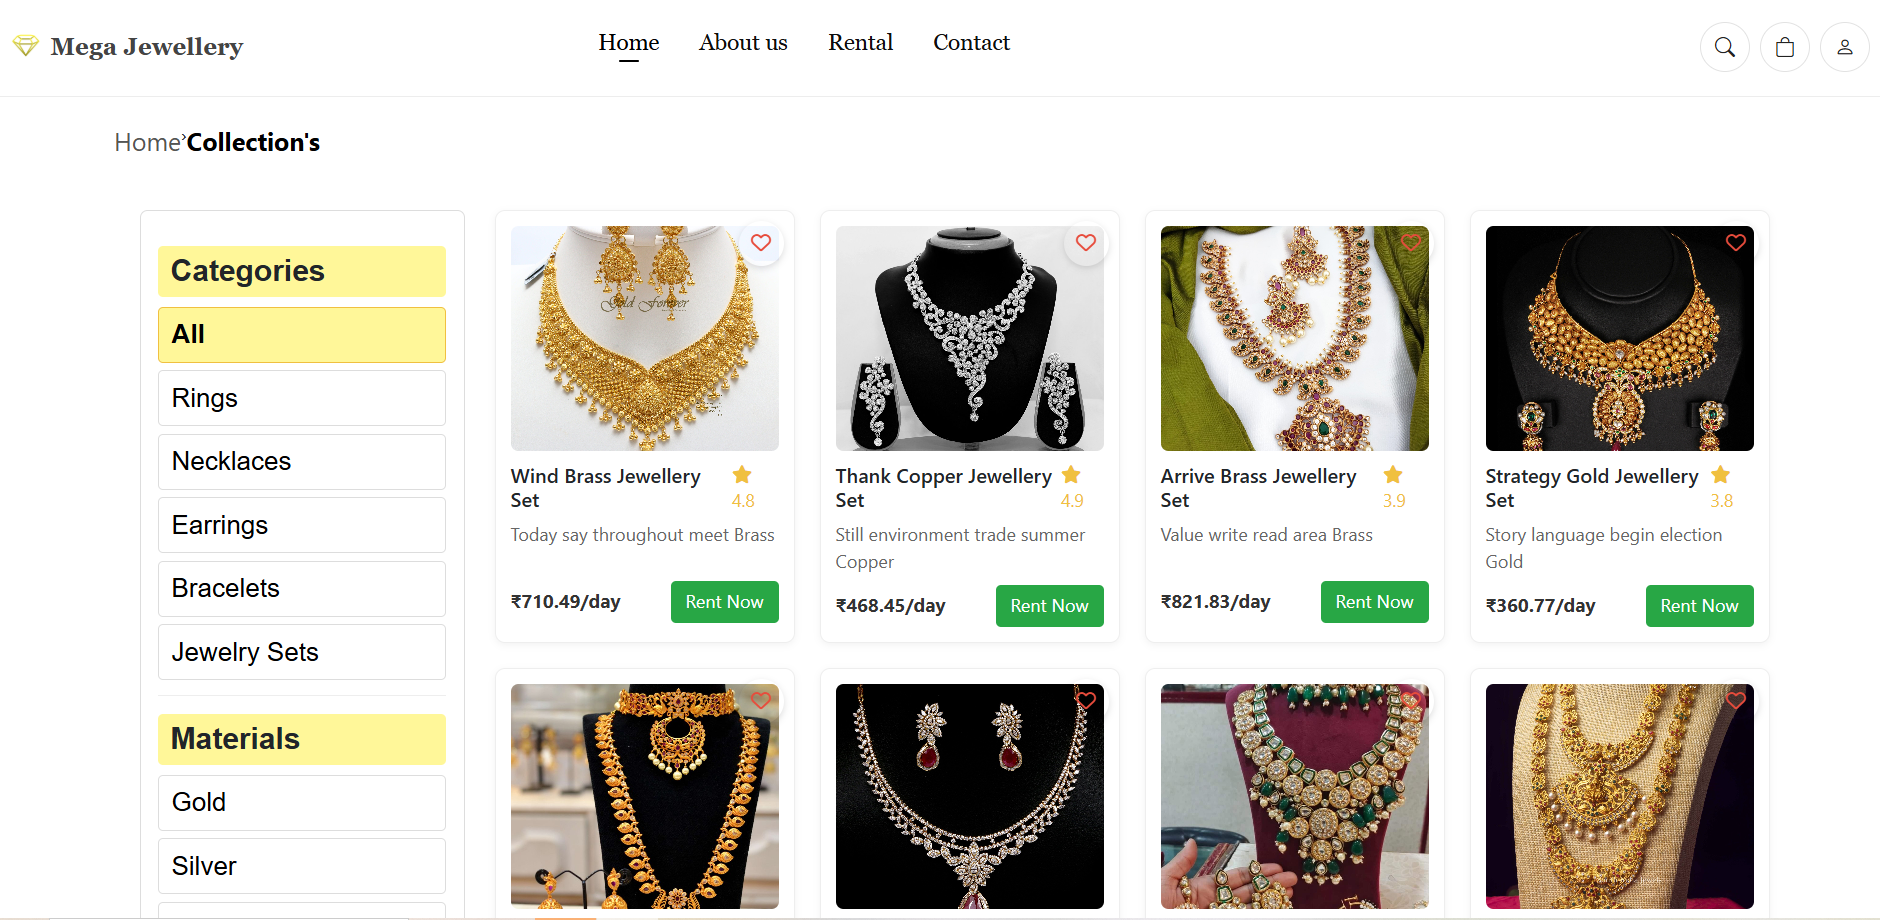 Mega Jewellery
Home
About us
Rental
Contact
Home›Collection's
Categories
All
Rings
Necklaces
Earrings
Bracelets
Jewelry Sets
Materials
Gold
Silver
Gold Forever
Wind Brass Jewellery
Set
4.8
Today say throughout meet Brass
₹710.49/day
Rent Now
Thank Copper Jewellery
Set
4.9
Still environment trade summer
Copper
₹468.45/day
Rent Now
Arrive Brass Jewellery
Set
3.9
Value write read area Brass
₹821.83/day
Rent Now
Strategy Gold Jewellery
Set
3.8
Story language begin election
Gold
₹360.77/day
Rent Now